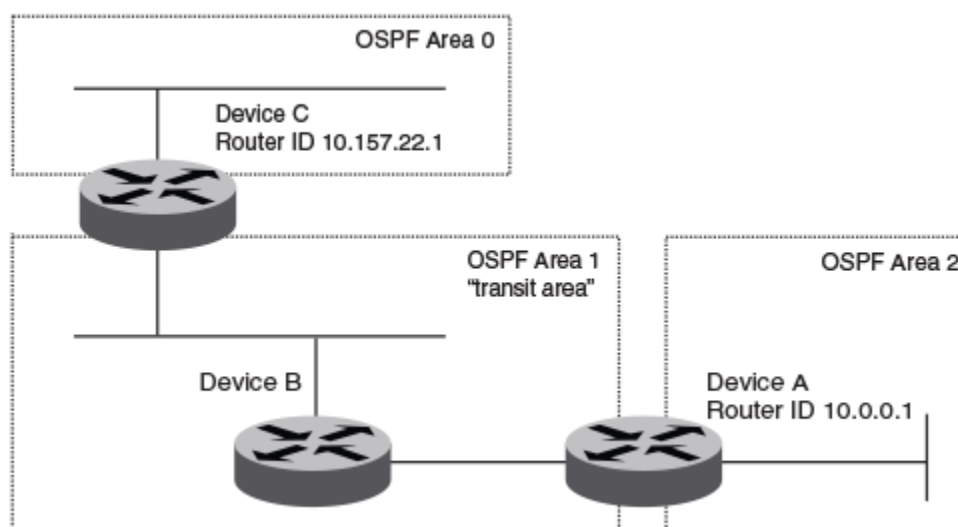 OSPF Area 0
Device C
Router ID 10.157.22.1
OSPF Area 1
“transit area”
OSPF Area 2
Device B
Device A
Router ID 10.0.0.1